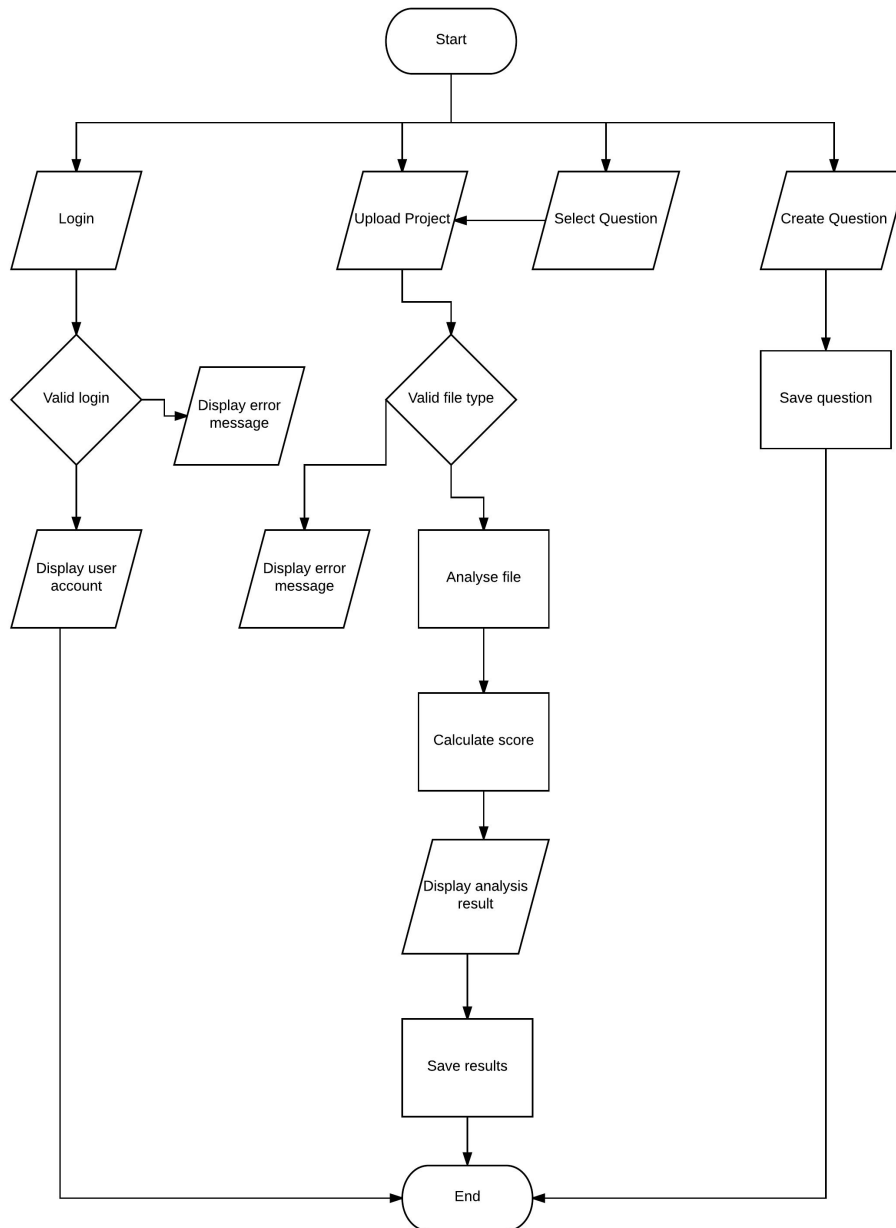 Start
Login
Upload Project
Select Question
Create Question
Valid login
Display error
message
Valid file type
Save question
Display user
account
Display error
message
Analyse file
Calculate score
Display analysis
result
Save results
End